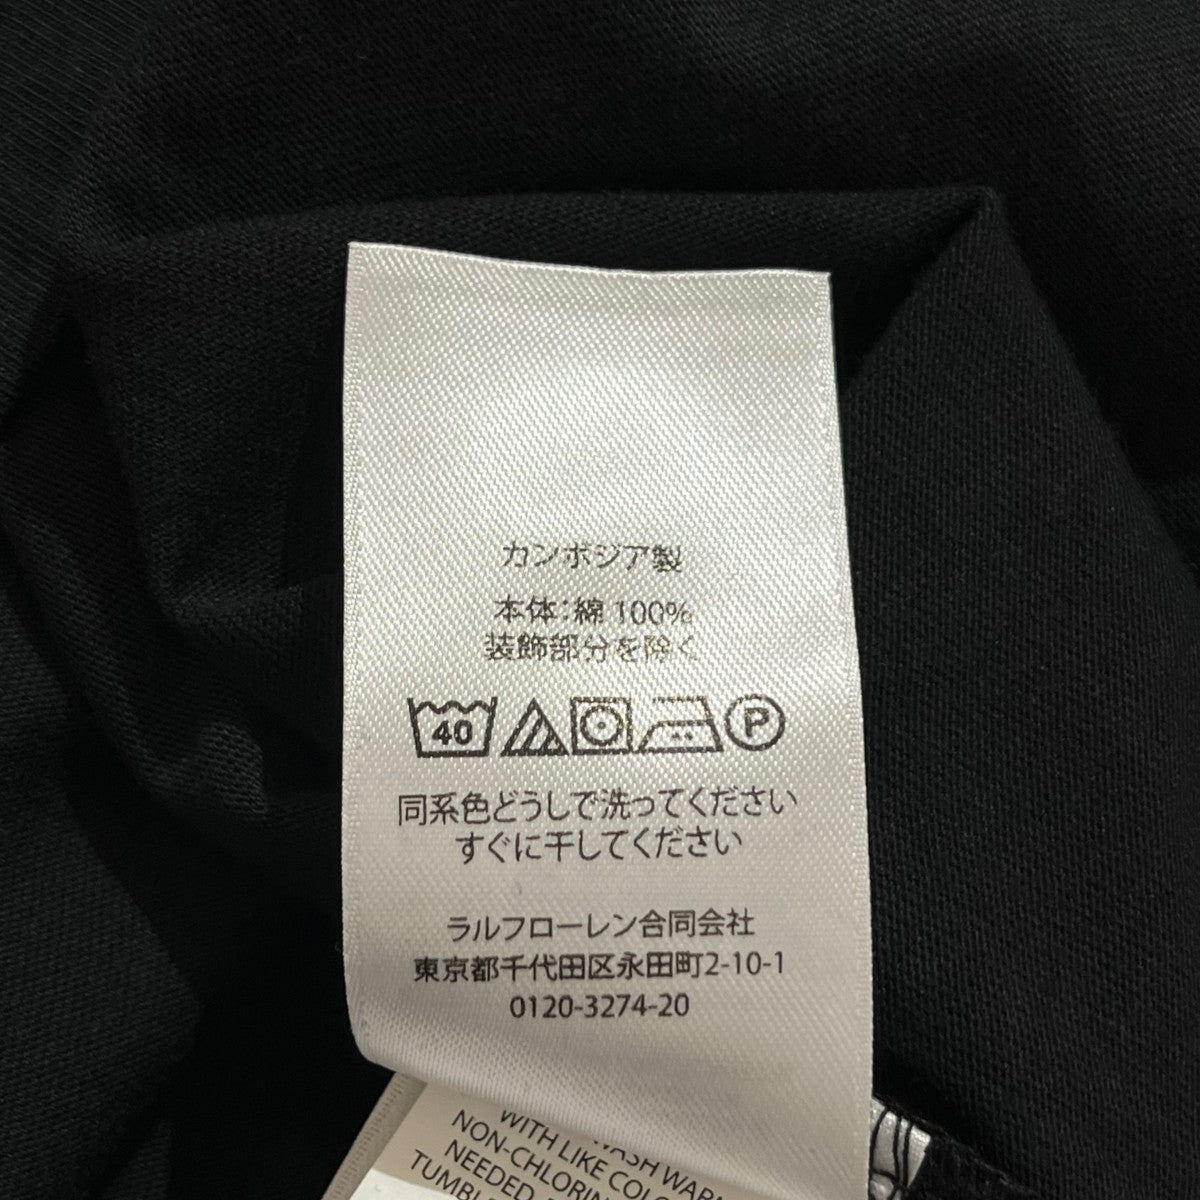 カンボジア製
本体:綿 100%
装飾部分を除く
40 P
同系色どうしで洗ってください
すぐに干してください
ラルフローレン合同会社
東京都千代田区永田町2-10-1
0120-3274-20
WASH WARM
WITH LIKE COLO
NON-CHLORIN
NEEDED.
TUMBLE